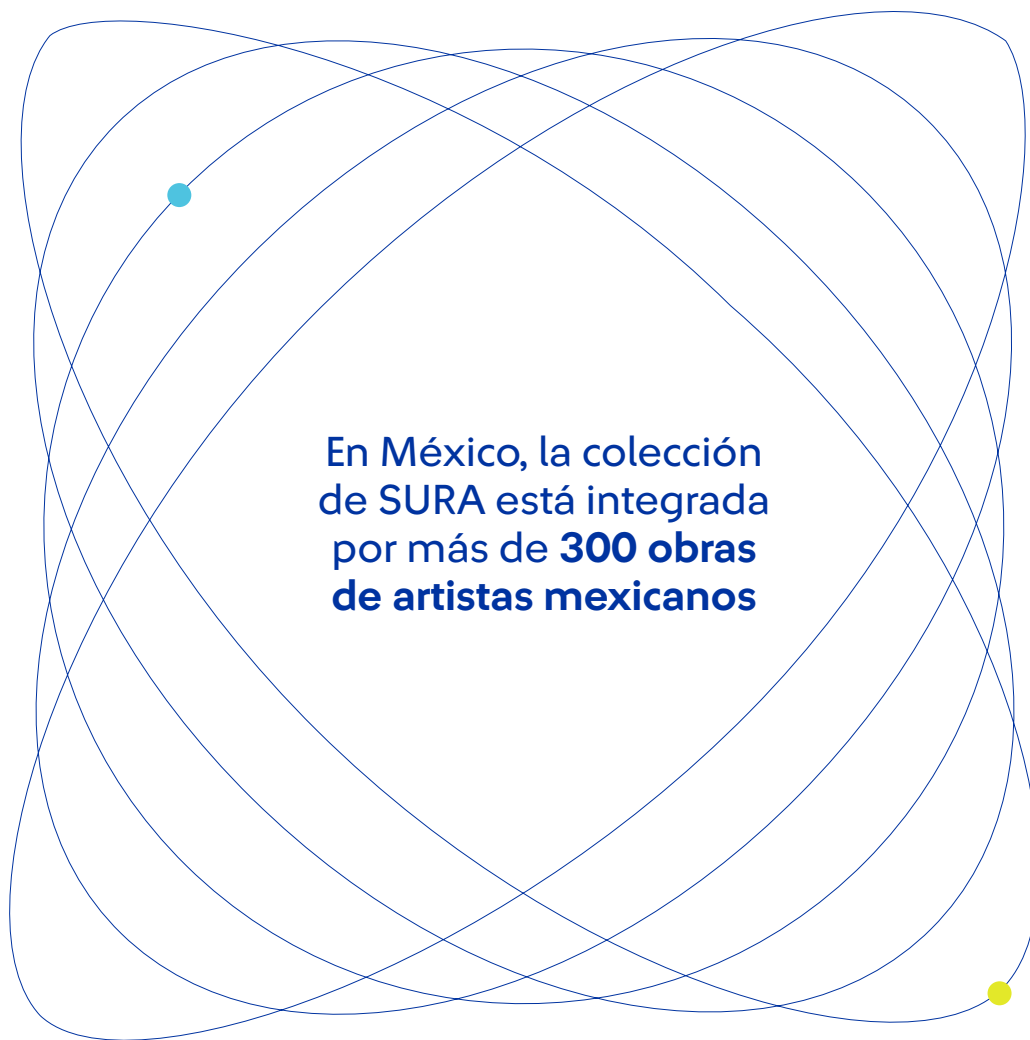 En México, la colección
de SURA está integrada
por más de 300 obras
de artistas mexicanos